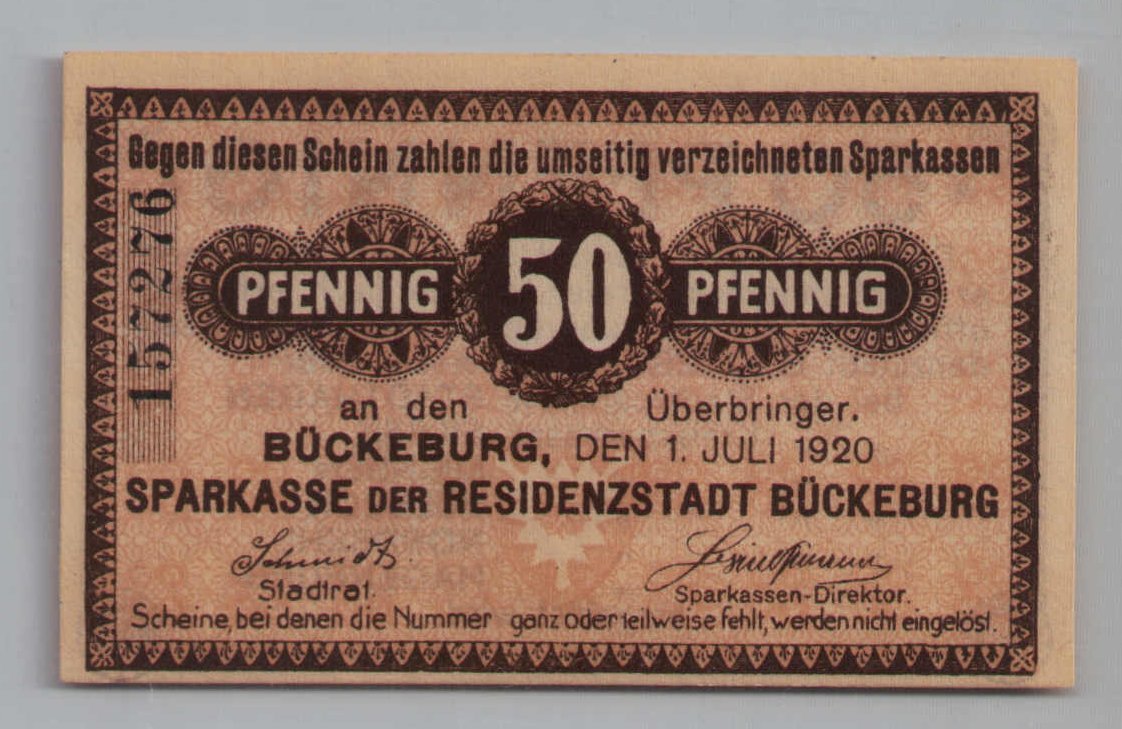 Gegen diesen Schein zahlen die umseitig verzeichneten Sparkassen
157276
PFENNIG 50 PFENNIG
an den Überbringer.
BÜCKEBURG, DEN 1. JULI 1920
SPARKASSE DER RESIDENZSTADT BÜCKEBURG
Schmidt.
Stadtrat. Sparkassen-Direktor.
Scheine, bei denen die Nummer ganz oder teilweise fehlt, werden nicht eingelöst.